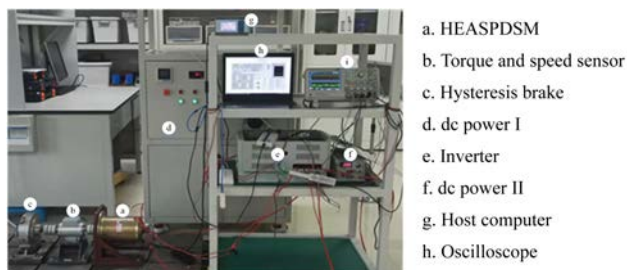 a. HEASPDSM
b. Torque and speed sensor
c. Hysteresis brake
d. dc power I
e. Inverter
f. dc power II
g. Host computer
h. Oscilloscope
g
h
i
d
e
f
c
b
a